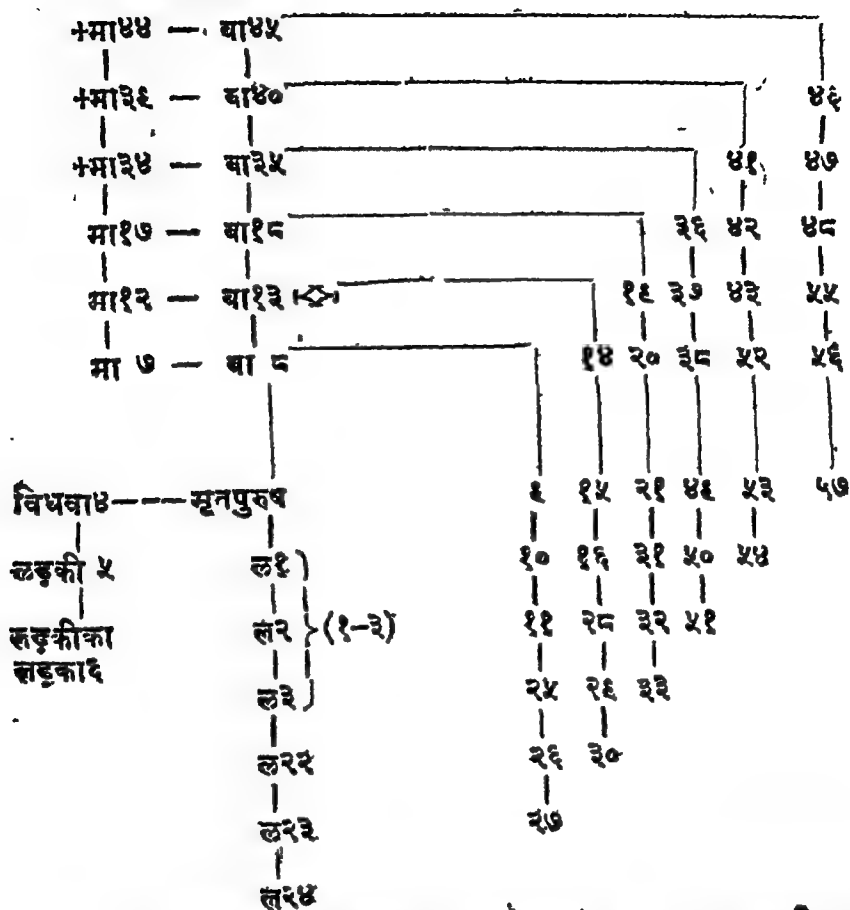 +मा४४ — बा४५
+मा३६ — बा४० ४६
+मा३४ — बा३५ ४१ ४७
मा१७ — बा१८ ३६ ४२ ४८
मा१२ — बा१३ १९ ३७ ४३ ५५
मा ७ — बा ८ १४ २० ३८ ५२ ५६
विधवा४ — — मृतपुरुष ९ १५ २१ ४९ ५३ ५७
लड़की ५ ल१ १० १६ ३१ ५० ५४
लड़कीका ल२ (१-३) ११ २८ ३२ ५१
लड़का६
ल३ २५ २९ ३३
ल२२ २६ ३०
ल२३ २७
ल२४